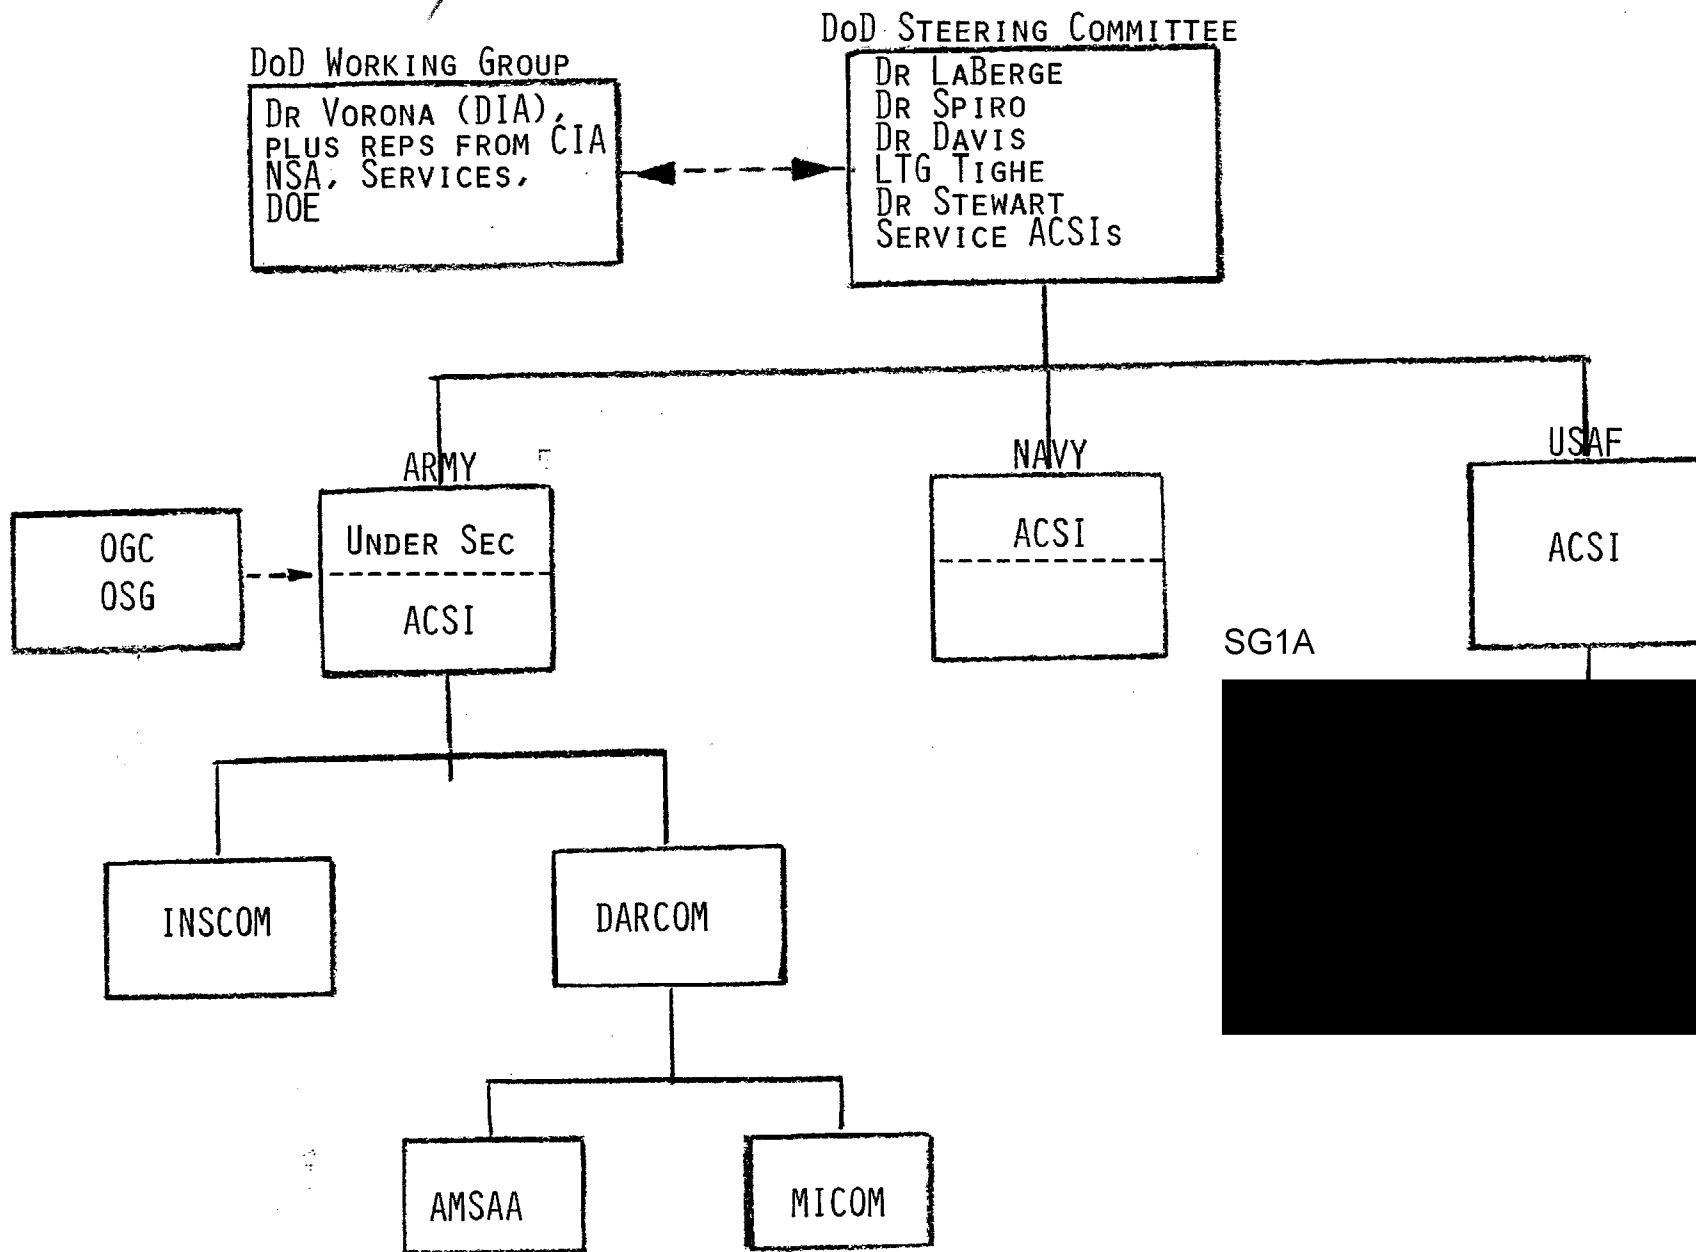 DoD Steering Committee
DoD Working Group
Dr Vorona (DIA),
plus reps from CIA
NSA, Services,
DOE
Dr LaBerge
Dr Spiro
Dr Davis
LTG Tighe
Dr Stewart
Service ACSIs
ARMY
NAVY
USAF
OGC
OSG
Under Sec
ACSI
ACSI
ACSI
SG1A
INSCOM
DARCOM
AMSAA
MICOM